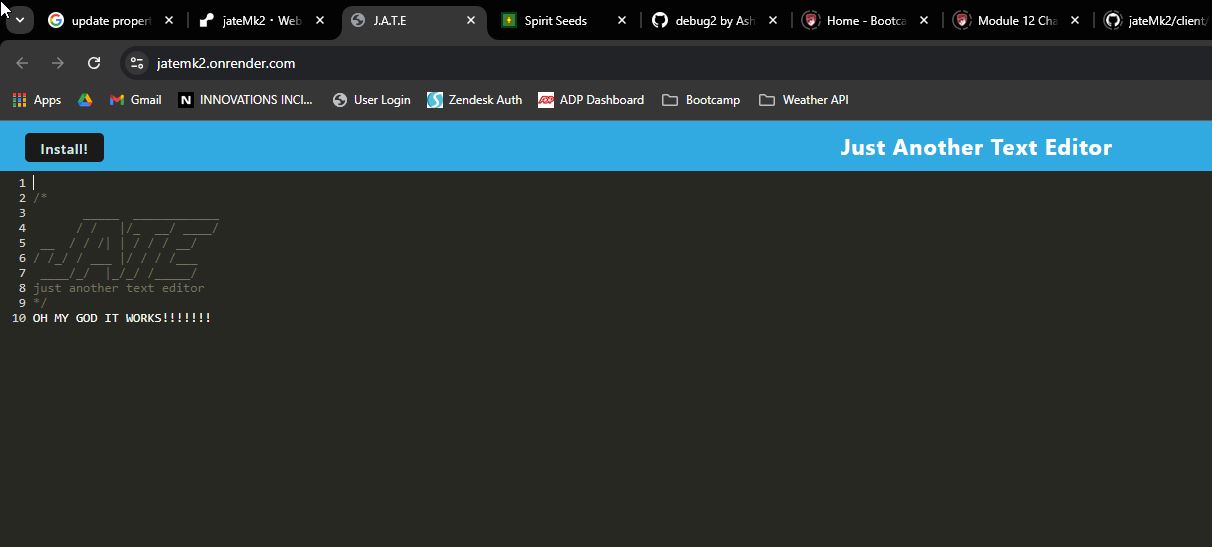 update propert
jateMk2 · Web
J.A.T.E
Spirit Seeds
debug2 by Ash
Home - Bootca
Module 12 Cha
jateMk2/client/
jatemk2.onrender.com
Apps
Gmail
INNOVATIONS INCI...
User Login
Zendesk Auth
ADP Dashboard
Bootcamp
Weather API
Install!
Just Another Text Editor
1
2 /*
3        _____  ____________
4       / /   |/_  __/ ____/
5  __  / / /| | / / / __/
6 / /_/ / ___ |/ / / /___
7  ____/_/  |_/_/ /_____/
8 just another text editor
9 */
10 OH MY GOD IT WORKS!!!!!!!